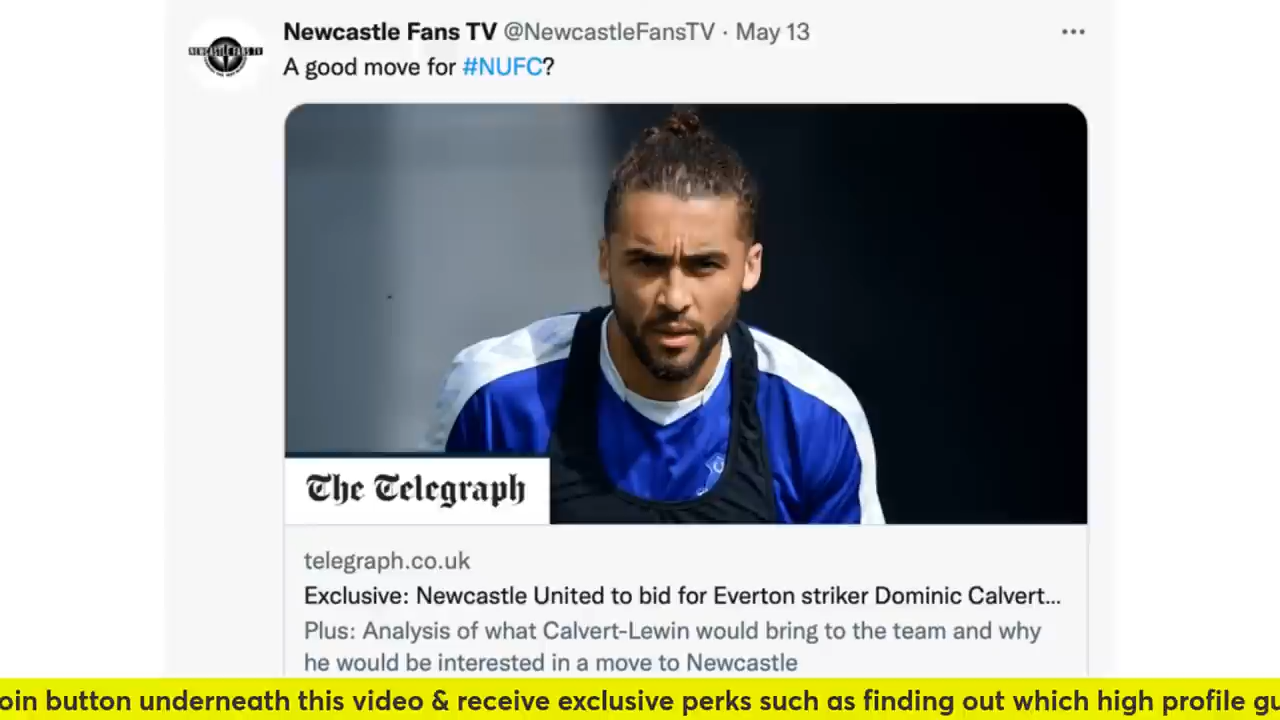 Newcastle Fans TV @NewcastleFansTV · May 13
A good move for #NUFC?
NEWCASTLE FANS TV
The Telegraph
telegraph.co.uk
Exclusive: Newcastle United to bid for Everton striker Dominic Calvert...
Plus: Analysis of what Calvert-Lewin would bring to the team and why
he would be interested in a move to Newcastle
oin button underneath this video & receive exclusive perks such as finding out which high profile gu